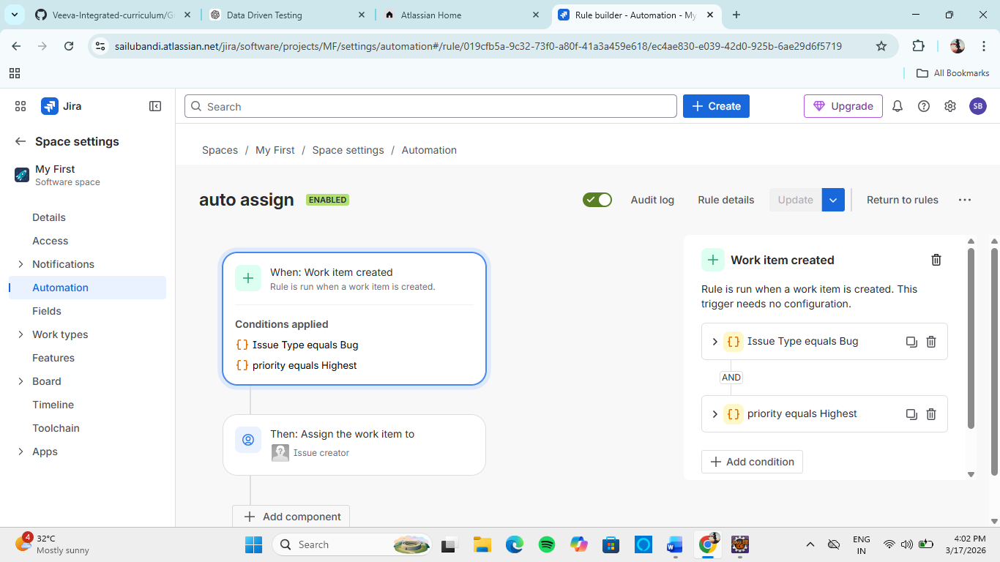 Veeva-Integrated-curriculum/G
Data Driven Testing
Atlassian Home
Rule builder - Automation - My
sailubandi.atlassian.net/jira/software/projects/MF/settings/automation#/rule/019cfb5a-9c32-73f0-a80f-41a3a459e618/ec4ae830-e039-42d0-925b-6ae29d6f5719
All Bookmarks
Jira
Search
Create
Upgrade
SB
Space settings
My First
Software space
Details
Access
Notifications
Automation
Fields
Work types
Features
Board
Timeline
Toolchain
Apps
Spaces / My First / Space settings / Automation
auto assign
ENABLED
Audit log
Rule details
Update
Return to rules
When: Work item created
Rule is run when a work item is created.
Conditions applied
{} Issue Type equals Bug
{} priority equals Highest
Then: Assign the work item to
Issue creator
Add component
Work item created
Rule is run when a work item is created. This
trigger needs no configuration.
{} Issue Type equals Bug
AND
{} priority equals Highest
Add condition
4
32°C
Mostly sunny
Search
ENG
IN
4:02 PM
3/17/2026